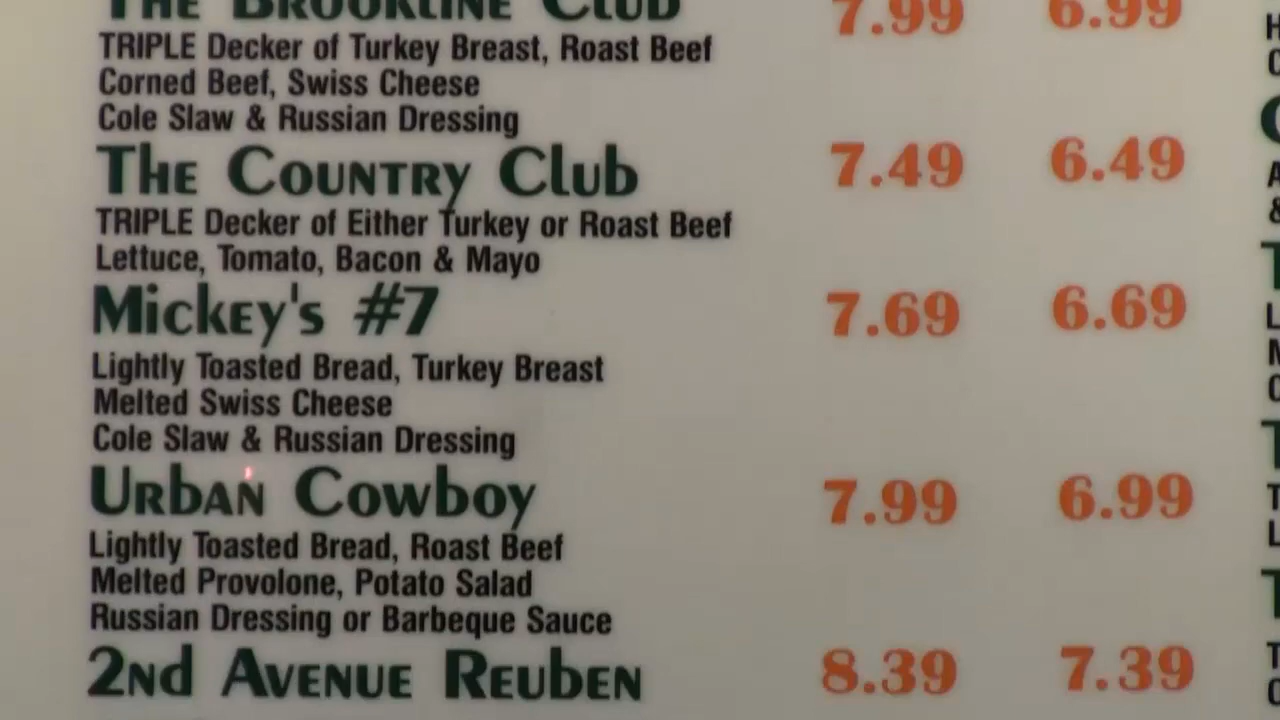 The Brookline Club 7.99 6.99
TRIPLE Decker of Turkey Breast, Roast Beef
Corned Beef, Swiss Cheese
Cole Slaw & Russian Dressing
The Country Club 7.49 6.49
TRIPLE Decker of Either Turkey or Roast Beef
Lettuce, Tomato, Bacon & Mayo
Mickey's #7 7.69 6.69
Lightly Toasted Bread, Turkey Breast
Melted Swiss Cheese
Cole Slaw & Russian Dressing
Urban Cowboy 7.99 6.99
Lightly Toasted Bread, Roast Beef
Melted Provolone, Potato Salad
Russian Dressing or Barbeque Sauce
2nd Avenue Reuben 8.39 7.39